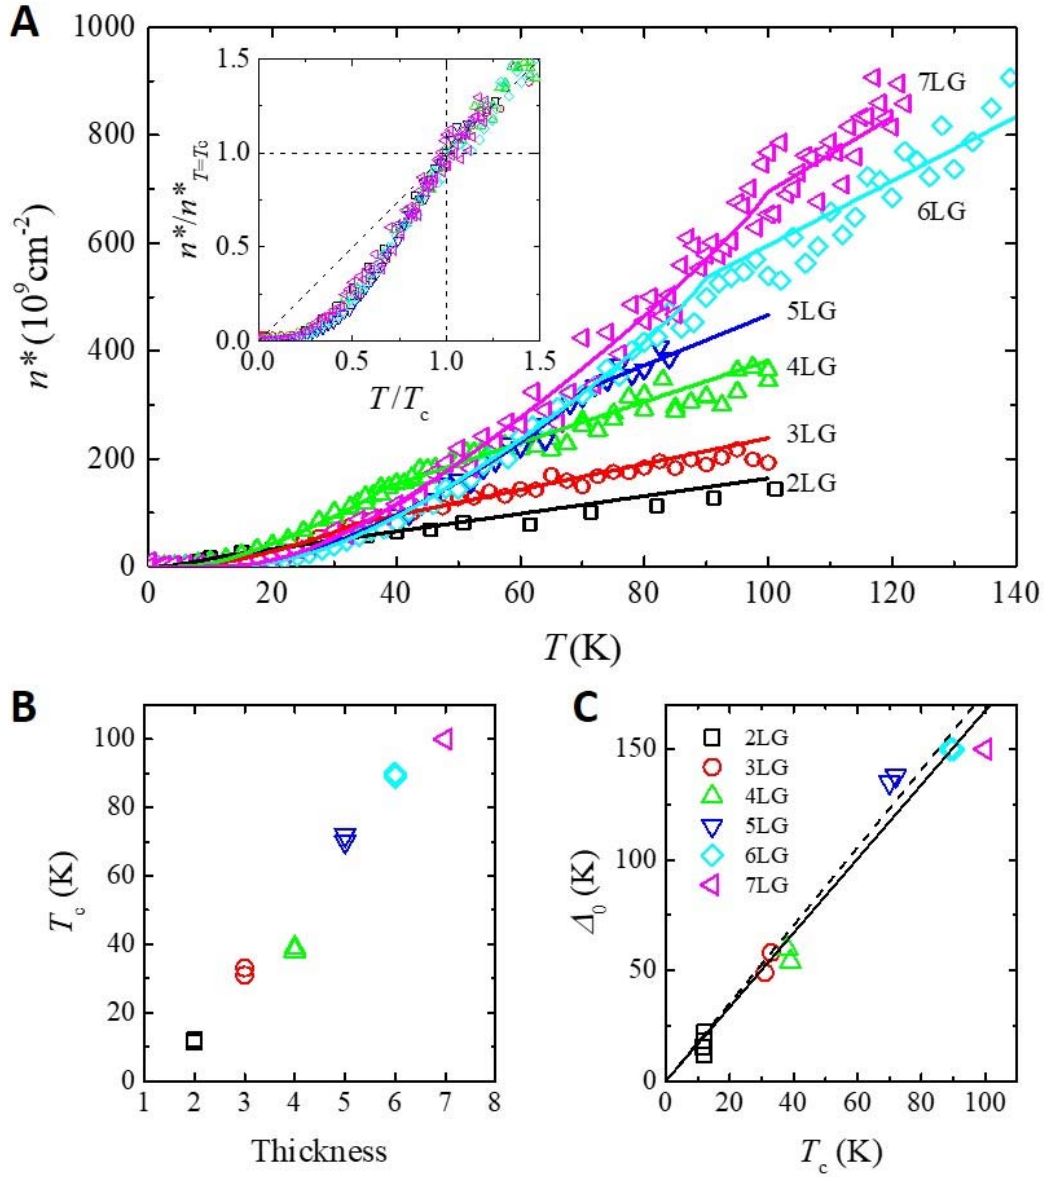 A
1000
800
600
400
200
0
n* (10⁹cm⁻²)
0 20 40 60 80 100 120 140
T (K)
7LG
6LG
5LG
4LG
3LG
2LG
1.5
1.0
0.5
0.0
n*/n*T=Tc
0.0 0.5 1.0 1.5
T/Tc
B
100
80
60
40
20
0
Tc (K)
1 2 3 4 5 6 7 8
Thickness
C
150
100
50
0
Δ0 (K)
2LG
3LG
4LG
5LG
6LG
7LG
0 20 40 60 80 100
Tc (K)